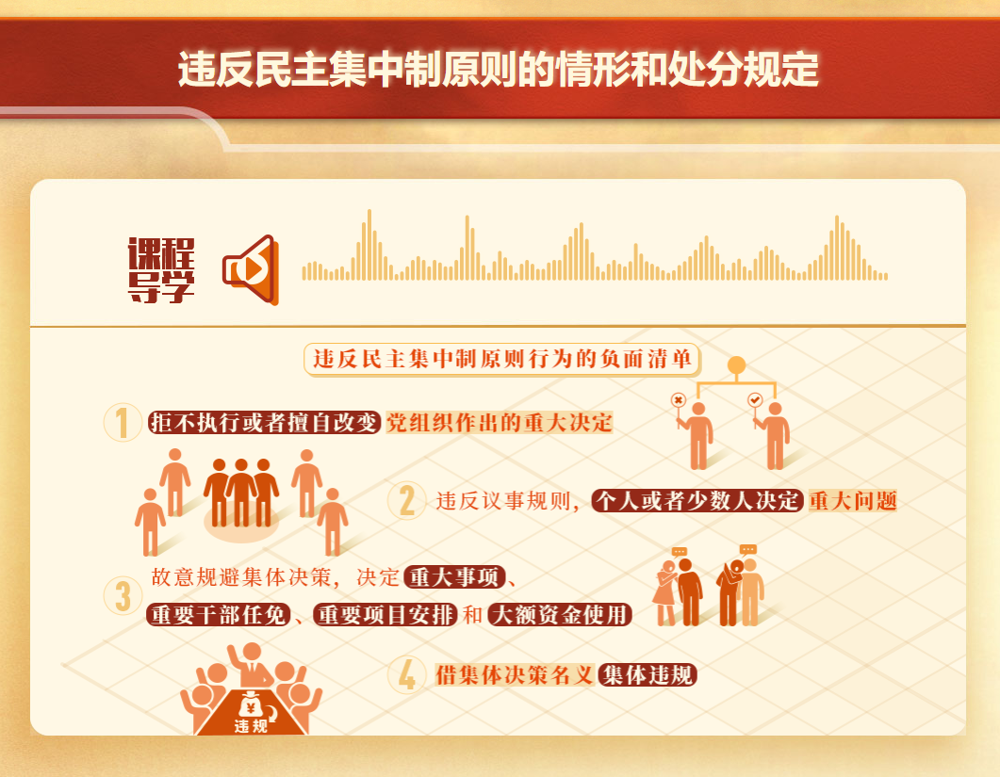 违反民主集中制原则的情形和处分规定
课程
导学
违反民主集中制原则行为的负面清单
1 拒不执行或者擅自改变 党组织作出的重大决定
2 违反议事规则, 个人或者少数人决定 重大问题
3 故意规避集体决策, 决定 重大事项、
重要干部任免、重要项目安排 和 大额资金使用
4 借集体决策名义 集体违规
¥
违规